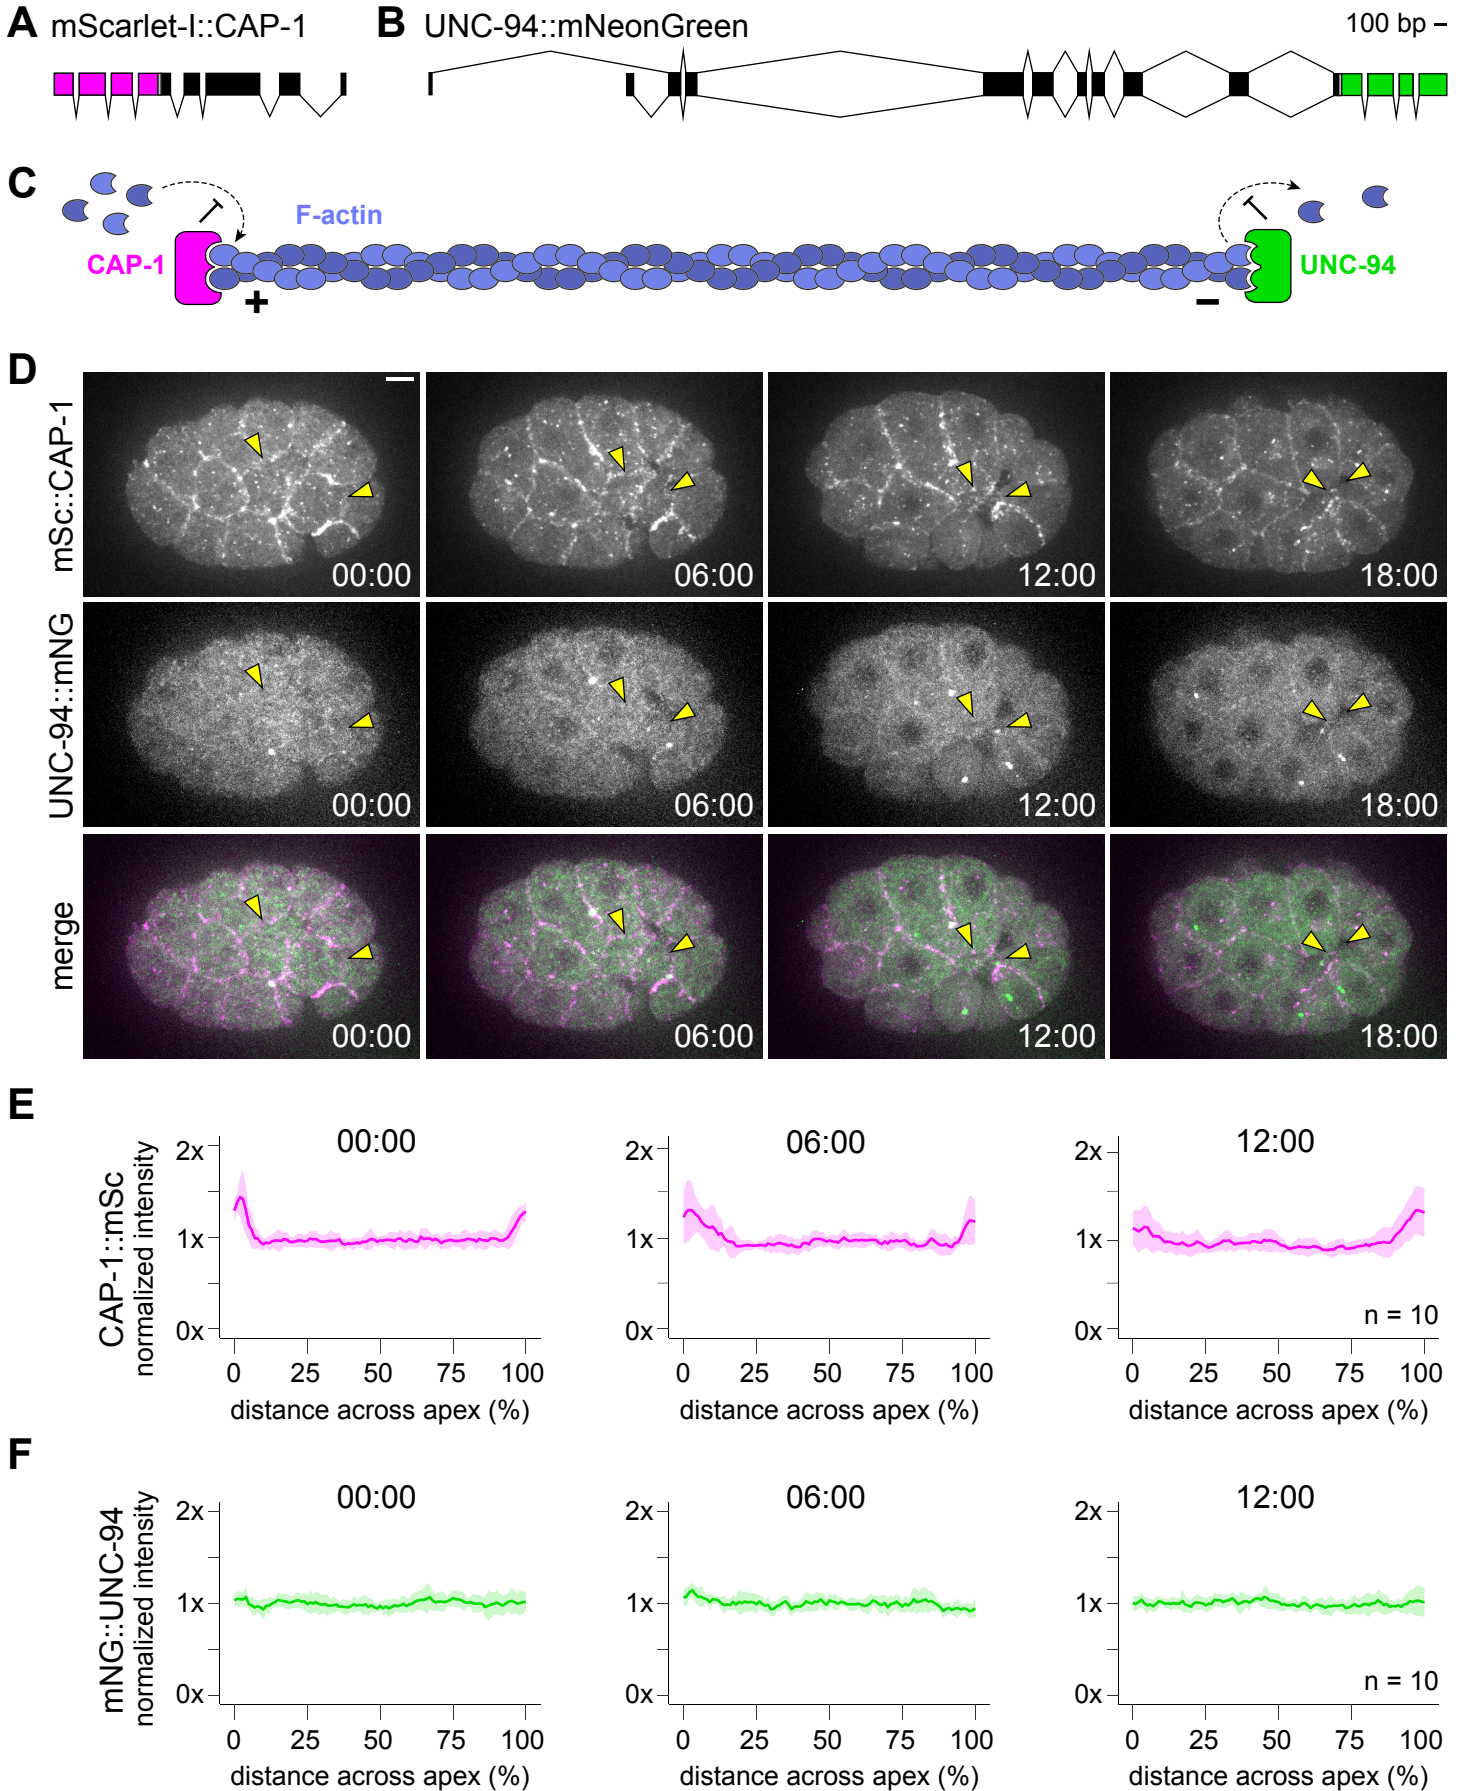 A mScarlet-I::CAP-1
B UNC-94::mNeonGreen
100 bp
C
F-actin
CAP-1
UNC-94
+
−
D
mSc::CAP-1
00:00
06:00
12:00
18:00
UNC-94::mNG
00:00
06:00
12:00
18:00
merge
00:00
06:00
12:00
18:00
E
CAP-1::mSc
normalized intensity
00:00
2x
1x
0x
0 25 50 75 100
distance across apex (%)
06:00
2x
1x
0x
0 25 50 75 100
distance across apex (%)
12:00
2x
1x
0x
n = 10
0 25 50 75 100
distance across apex (%)
F
mNG::UNC-94
normalized intensity
00:00
2x
1x
0x
0 25 50 75 100
distance across apex (%)
06:00
2x
1x
0x
0 25 50 75 100
distance across apex (%)
12:00
2x
1x
0x
n = 10
0 25 50 75 100
distance across apex (%)